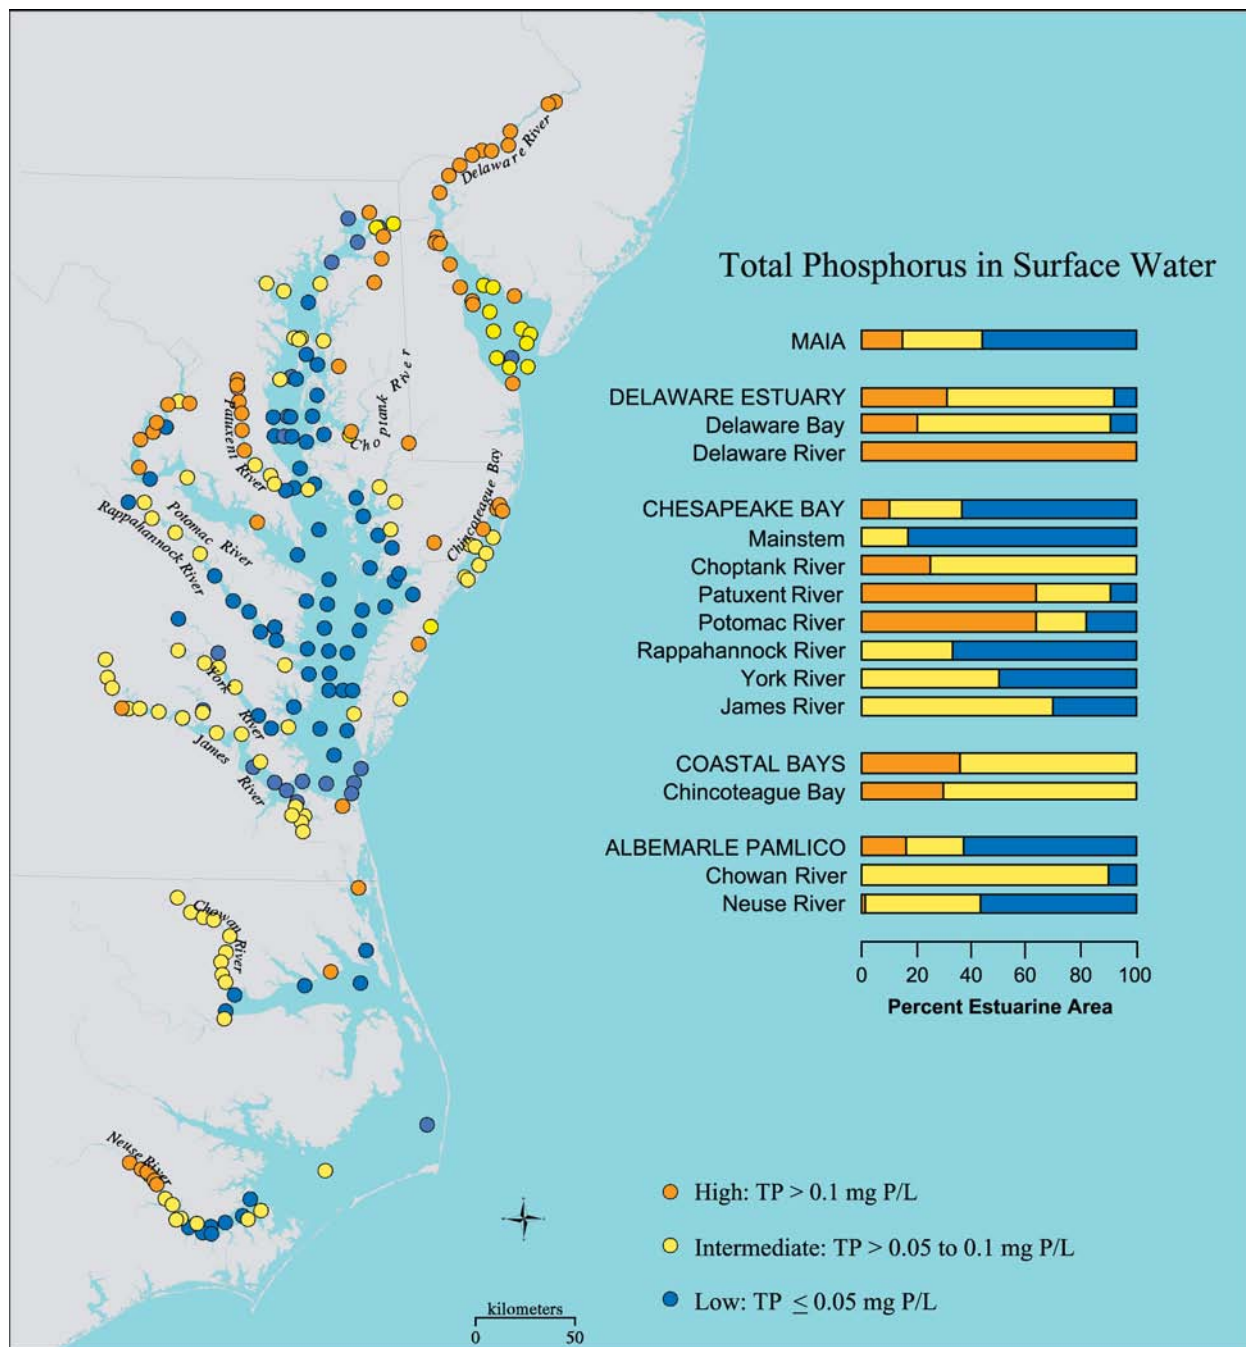 Delaware River
Total Phosphorus in Surface Water
MAIA
DELAWARE ESTUARY
Delaware Bay
Delaware River
CHESAPEAKE BAY
Mainstem
Choptank River
Patuxent River
Potomac River
Rappahannock River
York River
James River
COASTAL BAYS
Chincoteague Bay
ALBEMARLE PAMLICO
Chowan River
Neuse River
0 20 40 60 80 100
Percent Estuarine Area
Choptank River
Patuxent River
Chincoteague Bay
Potomac River
Rappahannock River
York River
James River
Chowan River
Neuse River
High: TP > 0.1 mg P/L
Intermediate: TP > 0.05 to 0.1 mg P/L
Low: TP ≤ 0.05 mg P/L
kilometers
0 50